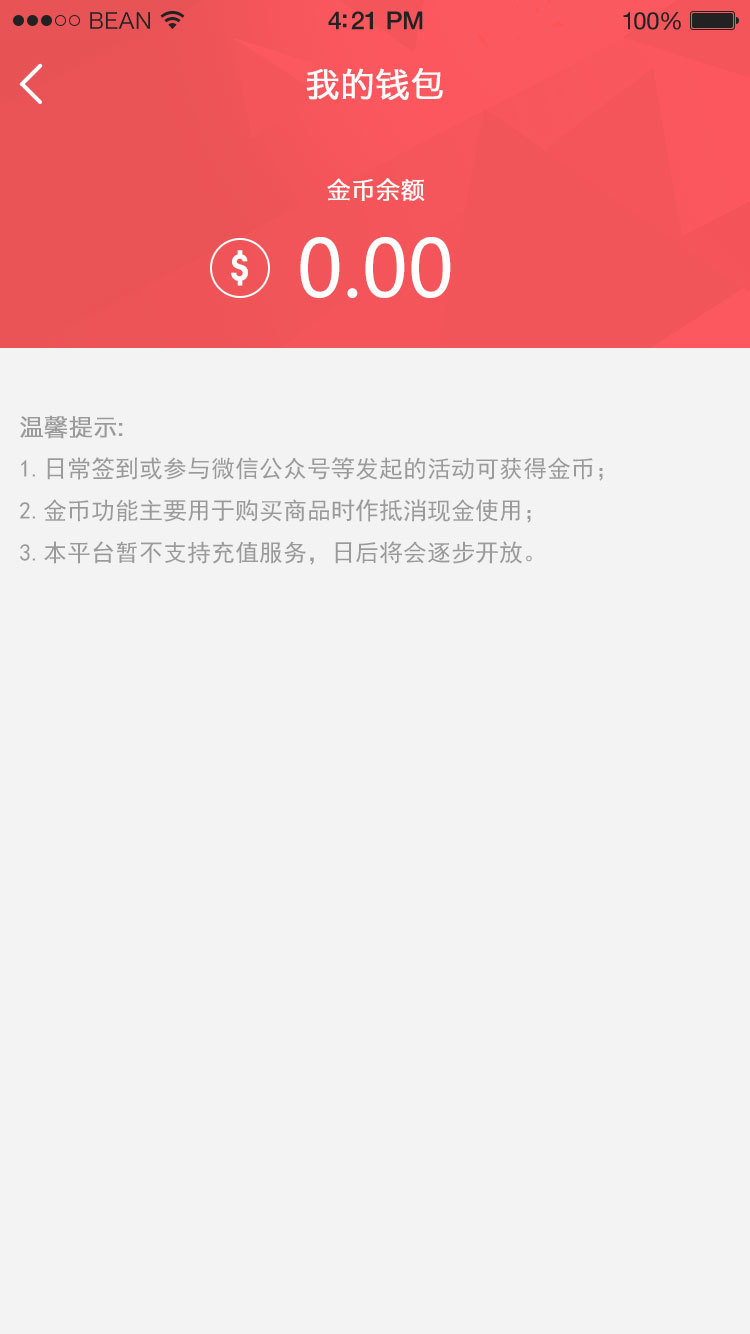 BEAN 4:21 PM 100%
我的钱包
金币余额
$ 0.00
温馨提示:
1. 日常签到或参与微信公众号等发起的活动可获得金币;
2. 金币功能主要用于购买商品时作抵消现金使用;
3. 本平台暂不支持充值服务，日后将会逐步开放。